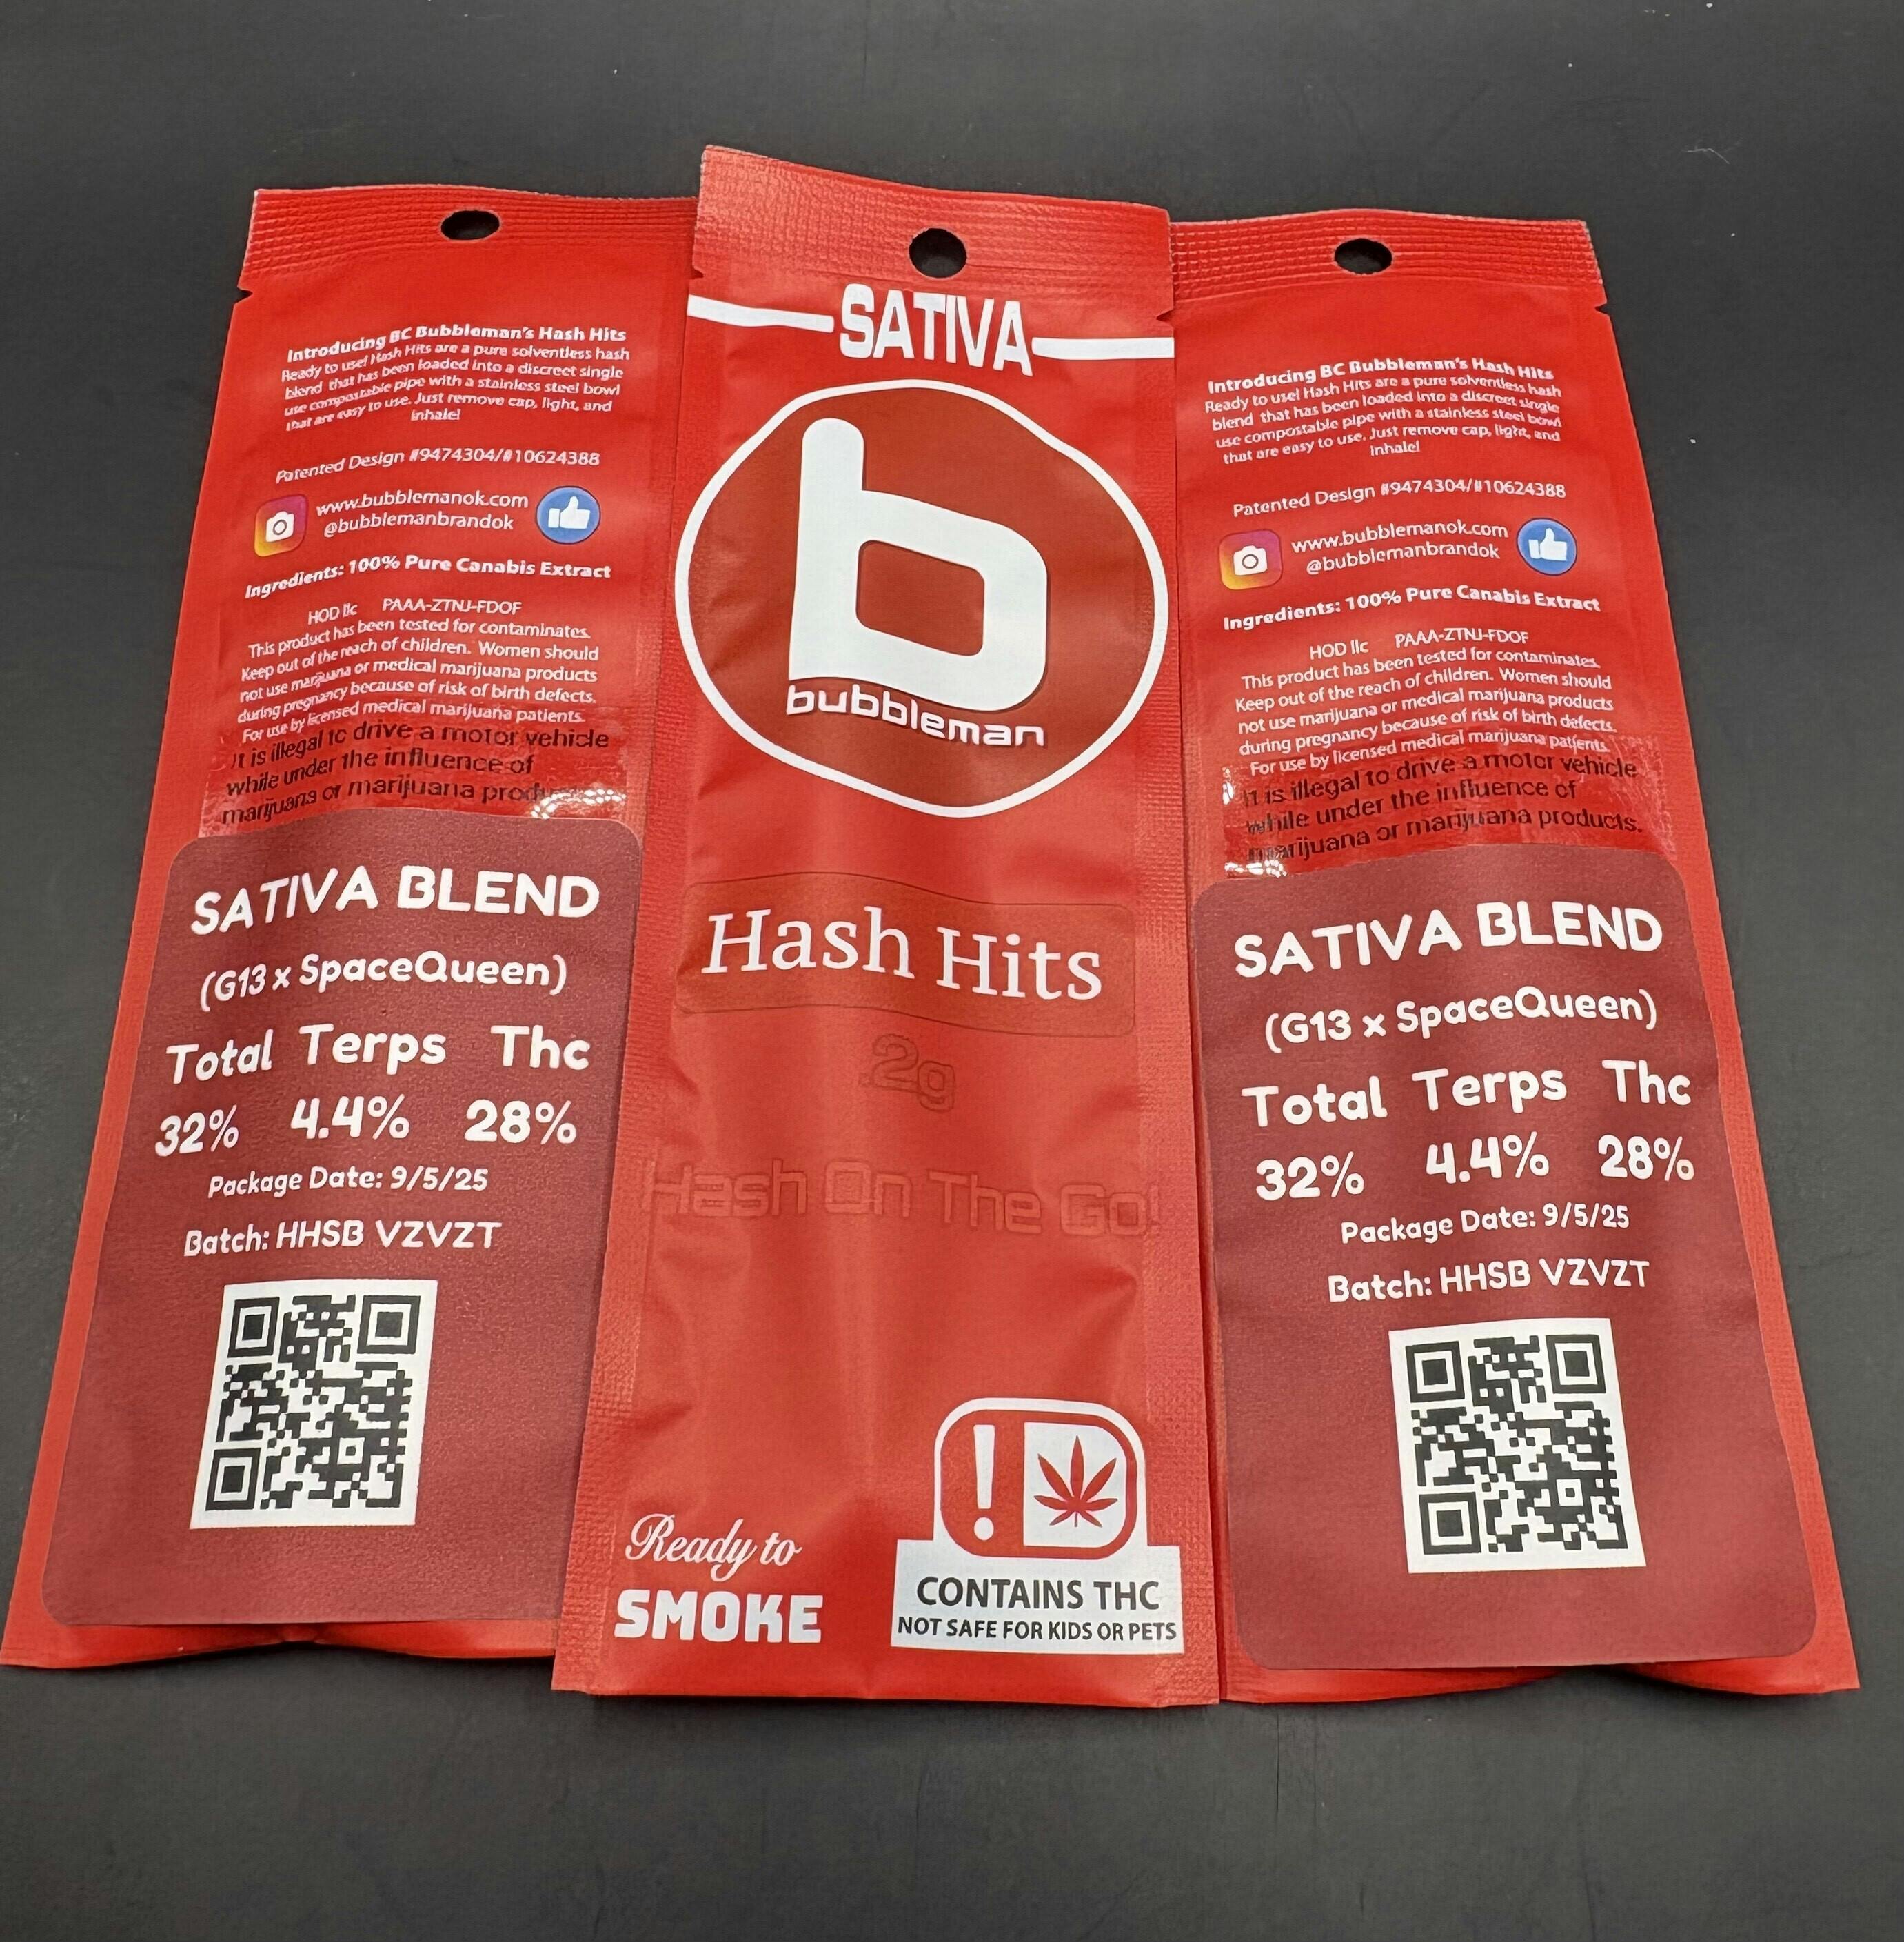 Introducing BC Bubbleman's Hash Hits
Ready to use! Hash Hits are a pure solventless hash
blend that has been loaded into a discreet single
use compostable pipe with a stainless steel bowl
that are easy to use. Just remove cap, light, and
inhale!
Patented Design #9474304/#10624388
www.bubblemanok.com
@bubblemanbrandok
Ingredients: 100% Pure Canabis Extract
HOD llc PAAA-ZTNJ-FDOF
This product has been tested for contaminates.
Keep out of the reach of children. Women should
not use marijuana or medical marijuana products
during pregnancy because of risk of birth defects.
For use by licensed medical marijuana patients.
It is illegal to drive a motor vehicle
while under the influence of
marijuana or marijuana
SATIVA BLEND
(G13 x SpaceQueen)
Total Terps Thc
32% 4.4% 28%
Package Date: 9/5/25
Batch: HHSB VZVZT
SATIVA
b
bubbleman
Hash Hits
.2g
Hash On The Go!
Ready to
SMOKE
!
CONTAINS THC
NOT SAFE FOR KIDS OR PETS
Introducing BC Bubbleman's Hash Hits
Ready to use! Hash Hits are a pure solventless hash
blend that has been loaded into a discreet single
use compostable pipe with a stainless steel bowl
that are easy to use. Just remove cap, light, and
inhale!
Patented Design #9474304/#10624388
www.bubblemanok.com
@bubblemanbrandok
Ingredients: 100% Pure Canabis Extract
HOD llc PAAA-ZTNJ-FDOF
This product has been tested for contaminates.
Keep out of the reach of children. Women should
not use marijuana or medical marijuana products
during pregnancy because of risk of birth defects.
For use by licensed medical marijuana patients.
It is illegal to drive a motor vehicle
while under the influence of
marijuana or marijuana products.
SATIVA BLEND
(G13 x SpaceQueen)
Total Terps Thc
32% 4.4% 28%
Package Date: 9/5/25
Batch: HHSB VZVZT